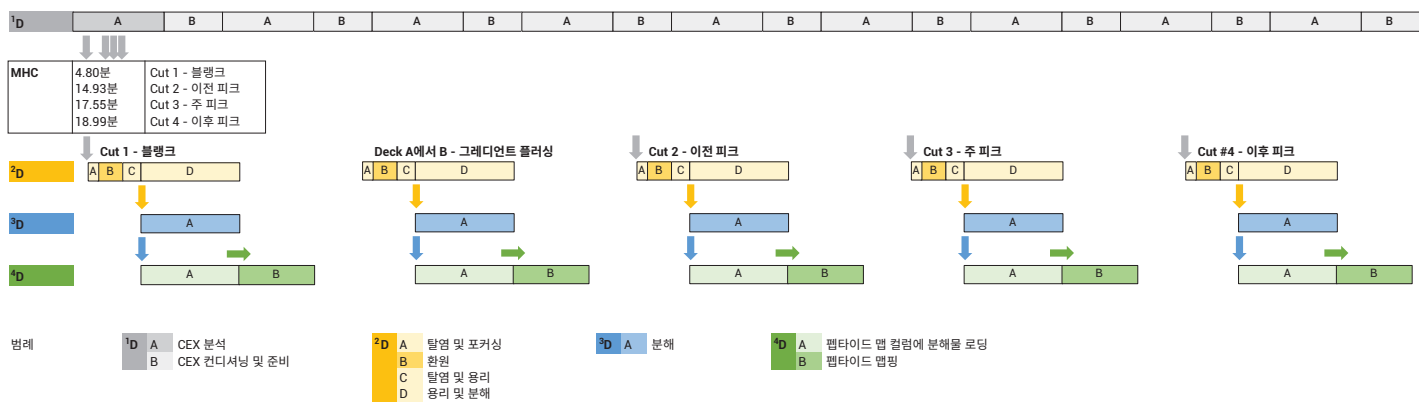 ¹D A B A B A B A B A B A B A B A B A B A B
MHC 4.80분 Cut 1 - 블랭크
14.93분 Cut 2 - 이전 피크
17.55분 Cut 3 - 주 피크
18.99분 Cut 4 - 이후 피크
Cut 1 - 블랭크 Deck A에서 B - 그레디언트 플러싱 Cut 2 - 이전 피크 Cut 3 - 주 피크 Cut #4 - 이후 피크
²D A B C D A B C D A B C D A B C D A B C D
³D A A A A A
⁴D A B A B A B A B A B
범례 ¹D A CEX 분석 ²D A 탈염 및 포커싱 ³D A 분해 ⁴D A 펩타이드 맵 컬럼에 분해물 로딩
B CEX 컨디셔닝 및 준비 B 환원 B 펩타이드 맵핑
C 탈염 및 용리
D 용리 및 분해